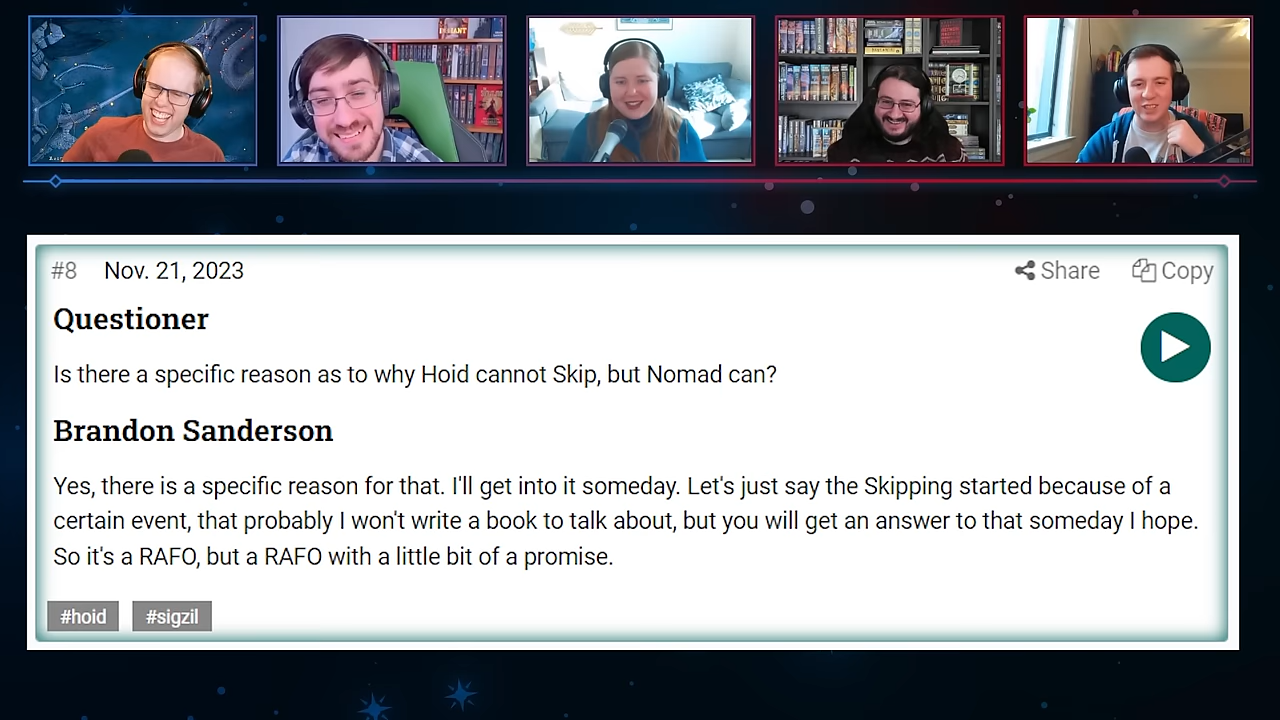 #8 Nov. 21, 2023 Share Copy
Questioner
Is there a specific reason as to why Hoid cannot Skip, but Nomad can?
Brandon Sanderson
Yes, there is a specific reason for that. I'll get into it someday. Let's just say the Skipping started because of a
certain event, that probably I won't write a book to talk about, but you will get an answer to that someday I hope.
So it's a RAFO, but a RAFO with a little bit of a promise.
#hoid #sigzil